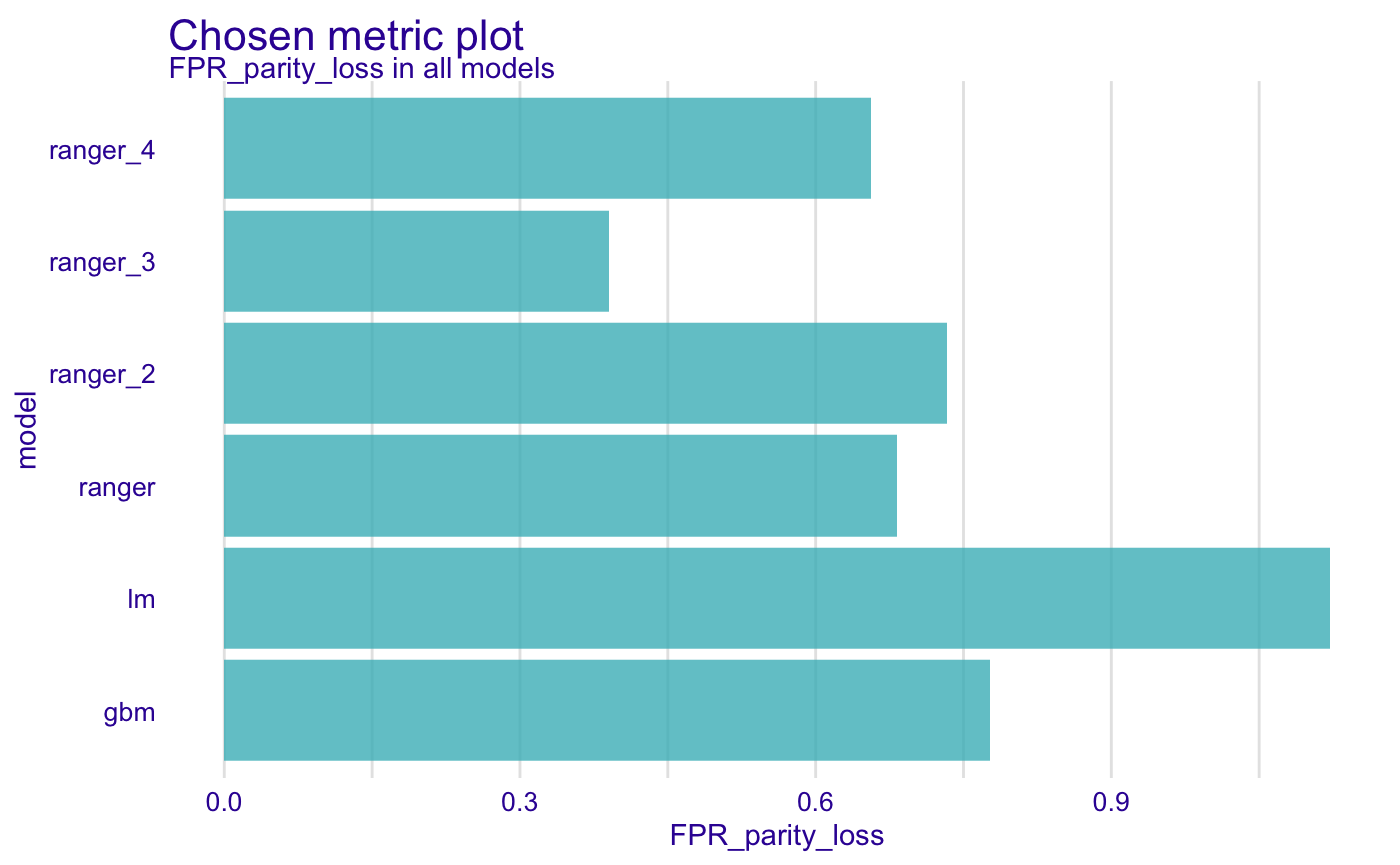 Chosen metric plot
FPR_parity_loss in all models
model
ranger_4
ranger_3
ranger_2
ranger
lm
gbm
0.0 0.3 0.6 0.9
FPR_parity_loss